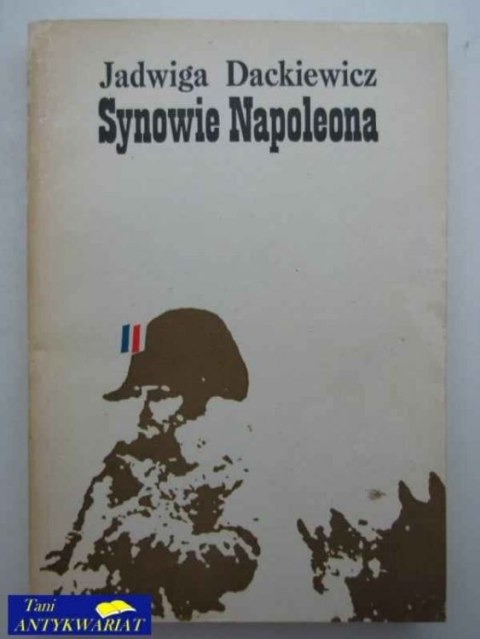 Jadwiga Dackiewicz
Synowie Napoleona
Tani
ANTYKWARIAT